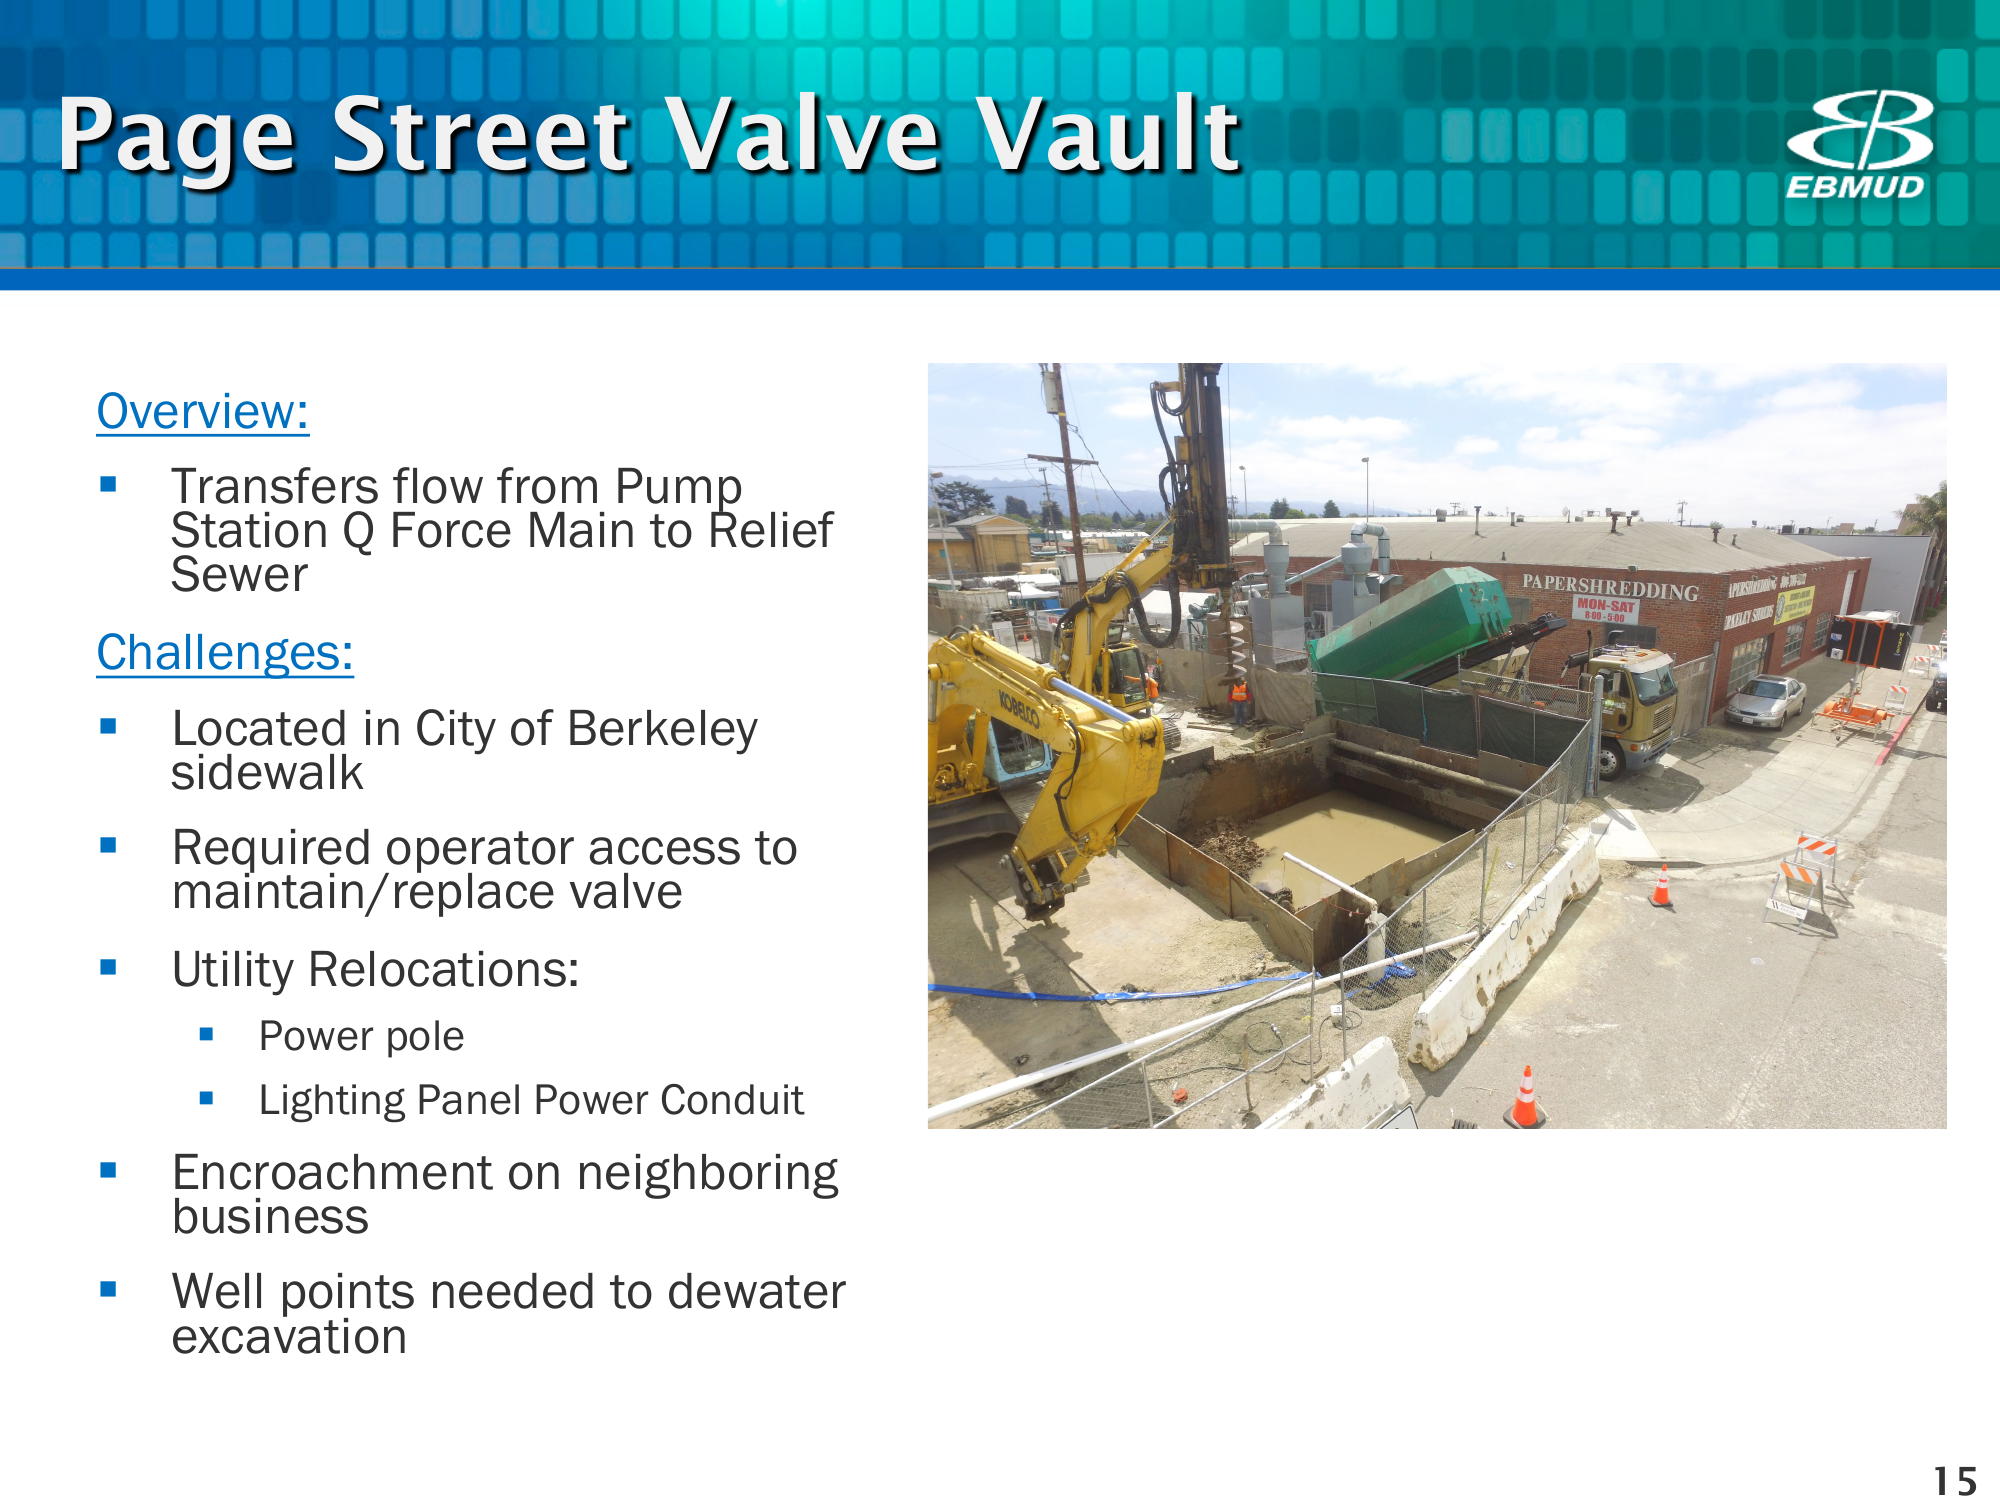 Page Street Valve Vault
EBMUD
Overview:
Transfers flow from Pump
Station Q Force Main to Relief
Sewer
Challenges:
Located in City of Berkeley
sidewalk
Required operator access to
maintain/replace valve
Utility Relocations:
Power pole
Lighting Panel Power Conduit
Encroachment on neighboring
business
Well points needed to dewater
excavation
KOBELCO
PAPERSHREDDING
MON-SAT
8:00 - 5:00
15